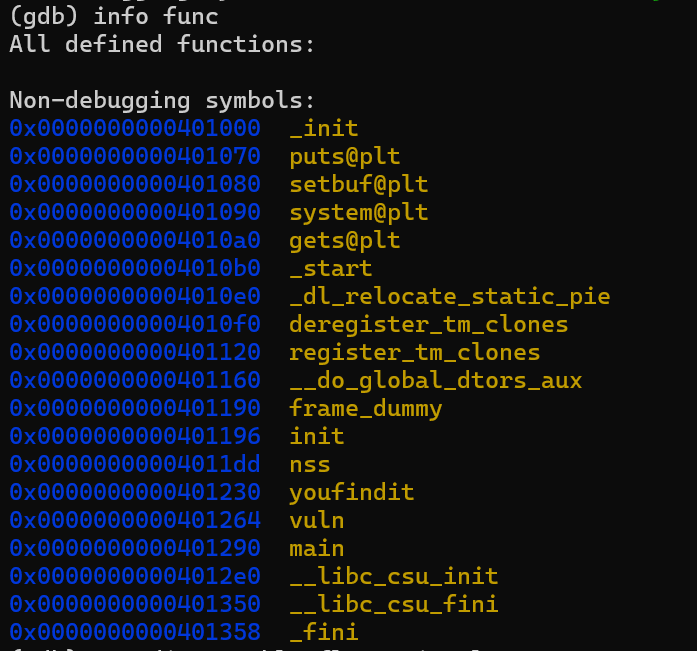 (gdb) info func
All defined functions:
Non-debugging symbols:
0x0000000000401000  _init
0x0000000000401070  puts@plt
0x0000000000401080  setbuf@plt
0x0000000000401090  system@plt
0x00000000004010a0  gets@plt
0x00000000004010b0  _start
0x00000000004010e0  _dl_relocate_static_pie
0x00000000004010f0  deregister_tm_clones
0x0000000000401120  register_tm_clones
0x0000000000401160  __do_global_dtors_aux
0x0000000000401190  frame_dummy
0x0000000000401196  init
0x00000000004011dd  nss
0x0000000000401230  youfindit
0x0000000000401264  vuln
0x0000000000401290  main
0x00000000004012e0  __libc_csu_init
0x0000000000401350  __libc_csu_fini
0x0000000000401358  _fini